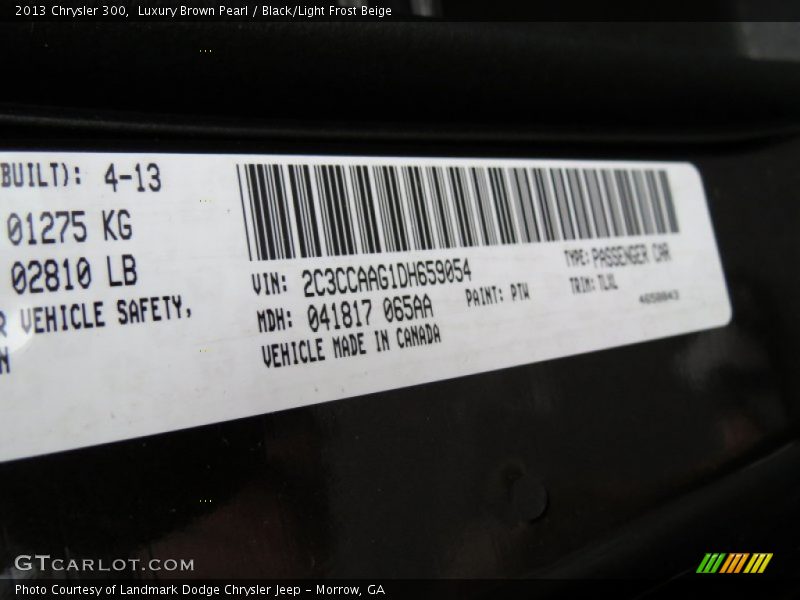 2013 Chrysler 300, Luxury Brown Pearl / Black/Light Frost Beige
BUILT): 4-13
01275 KG
02810 LB
R VEHICLE SAFETY,
N
VIN: 2C3CCAAG1DH659054
MDH: 041817 065AA
VEHICLE MADE IN CANADA
PAINT: PTW
TYPE: PASSENGER CAR
TRIM: TLXL
GTCARLOT.COM
Photo Courtesy of Landmark Dodge Chrysler Jeep - Morrow, GA